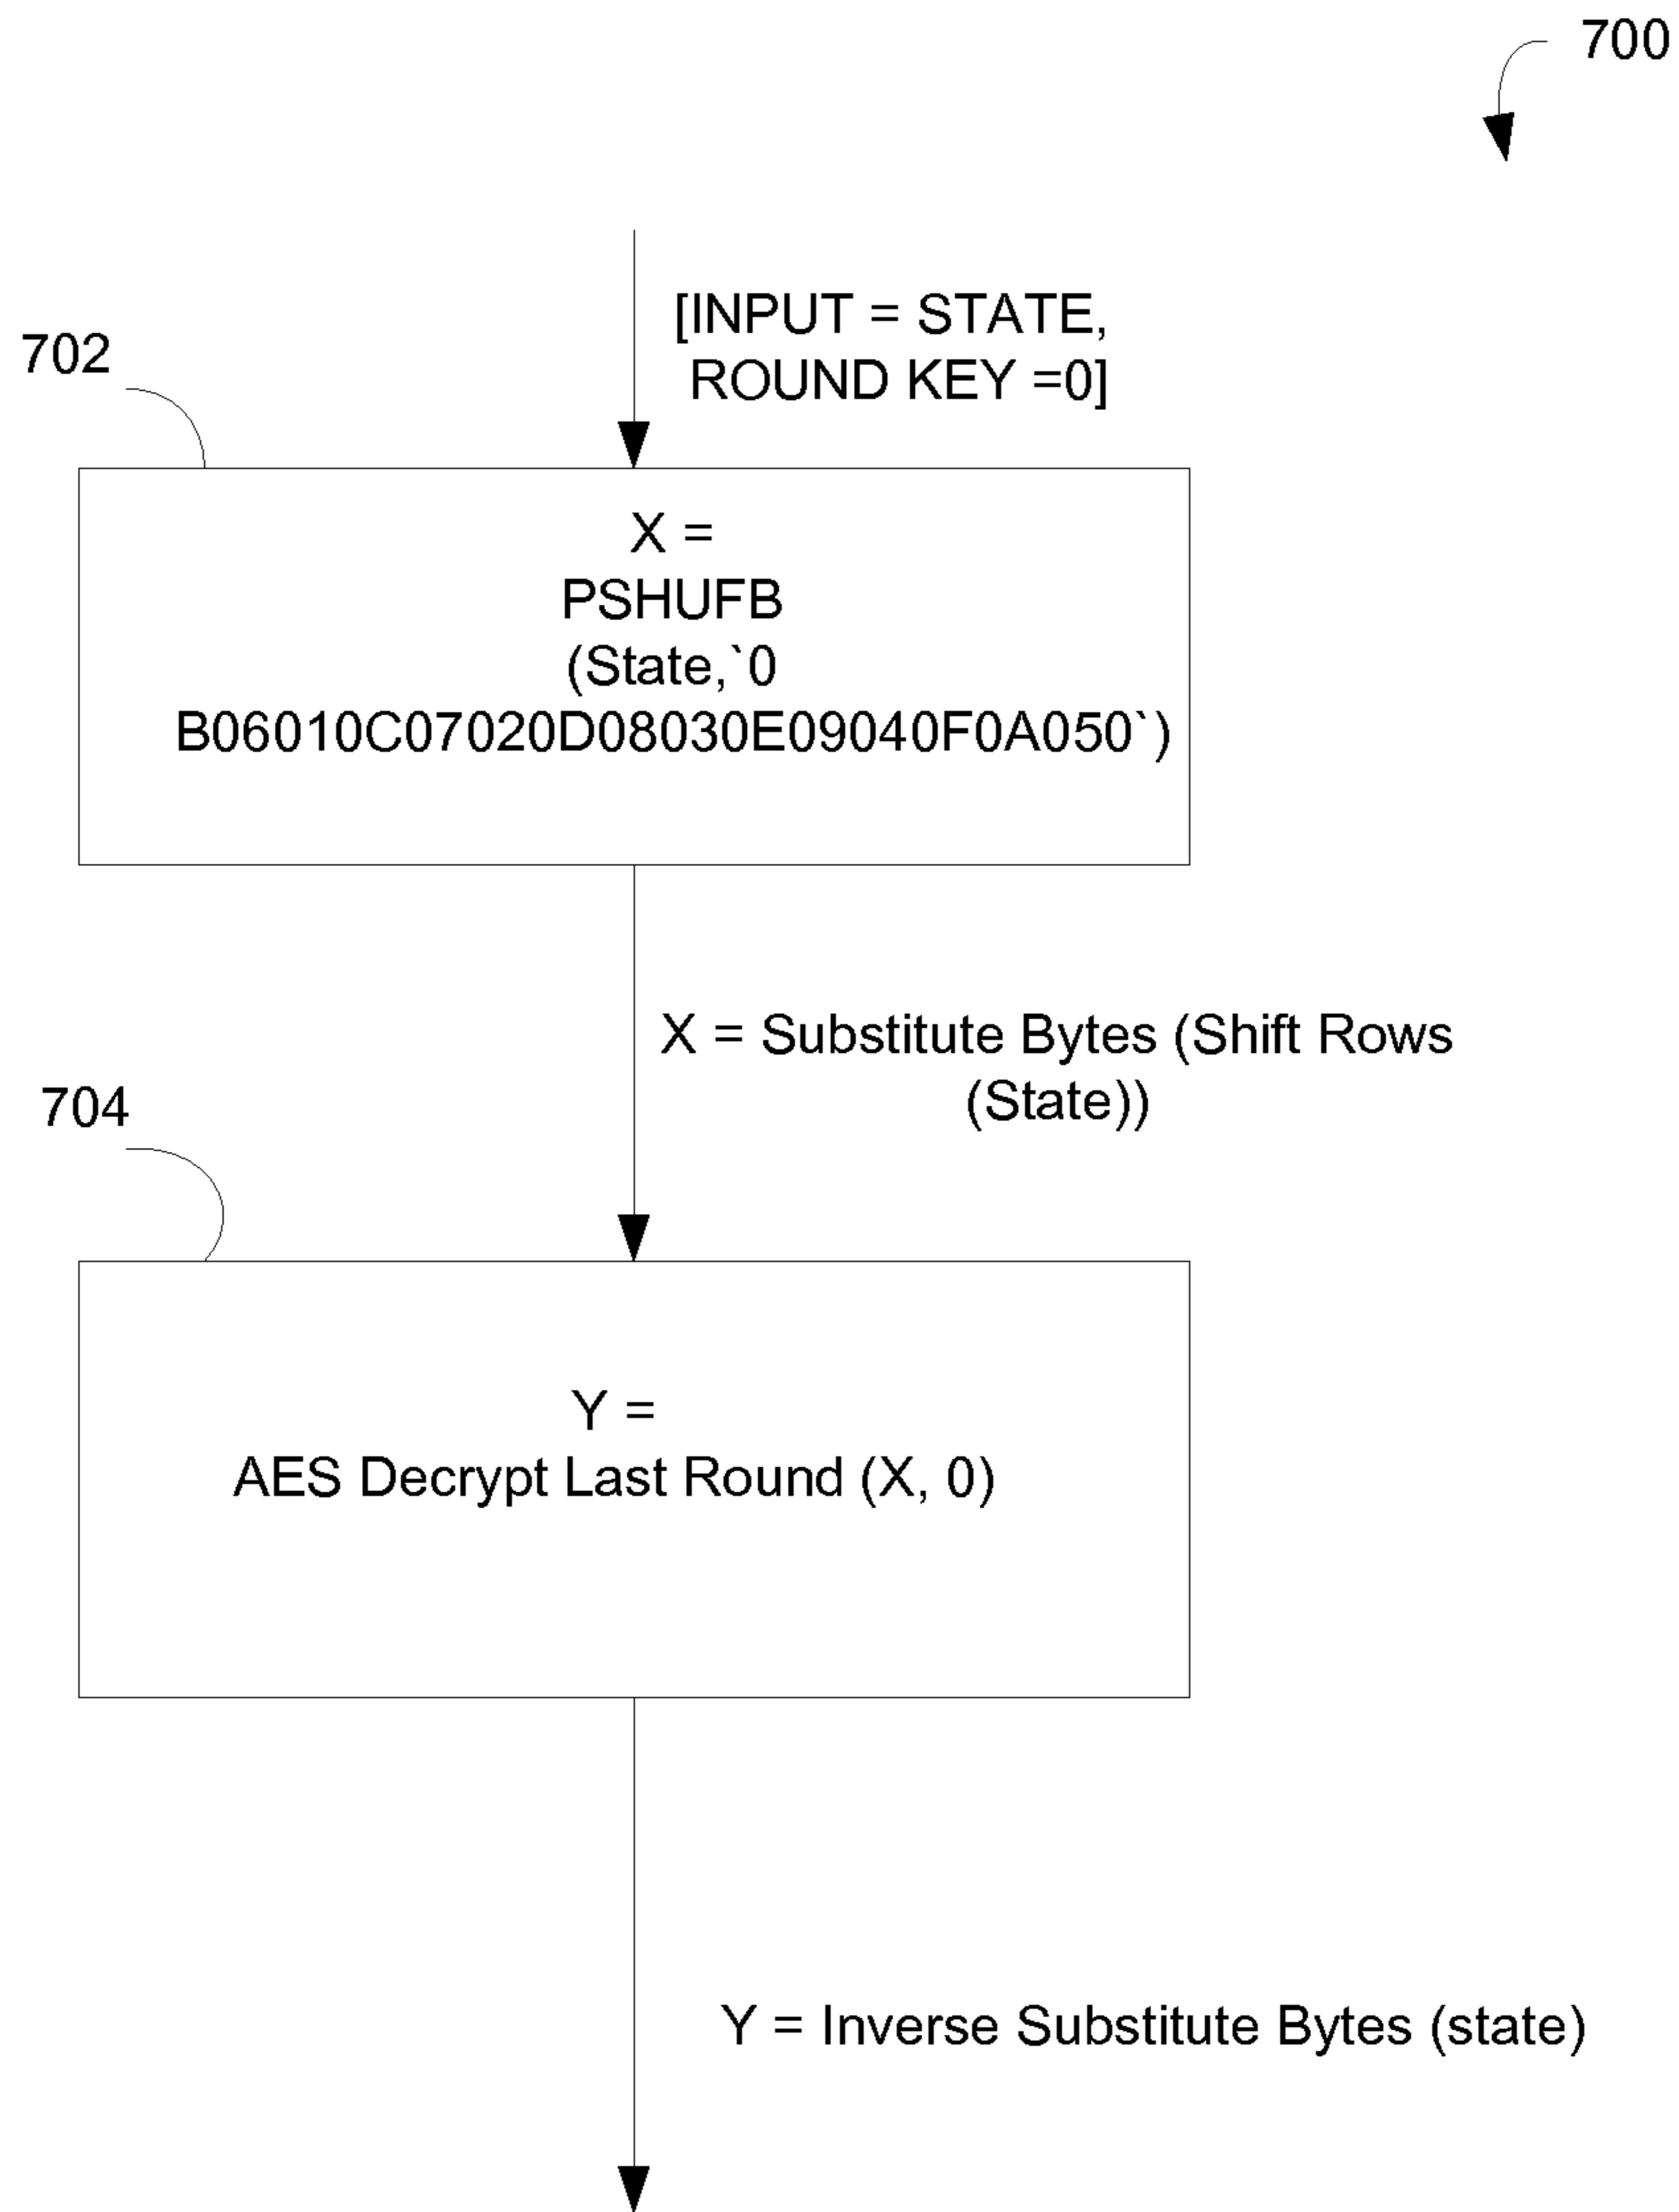 700
[INPUT = STATE,
ROUND KEY =0]
702
X =
PSHUFB
(State,`0
B06010C07020D08030E09040F0A050`)
X = Substitute Bytes (Shift Rows
(State))
704
Y =
AES Decrypt Last Round (X, 0)
Y = Inverse Substitute Bytes (state)